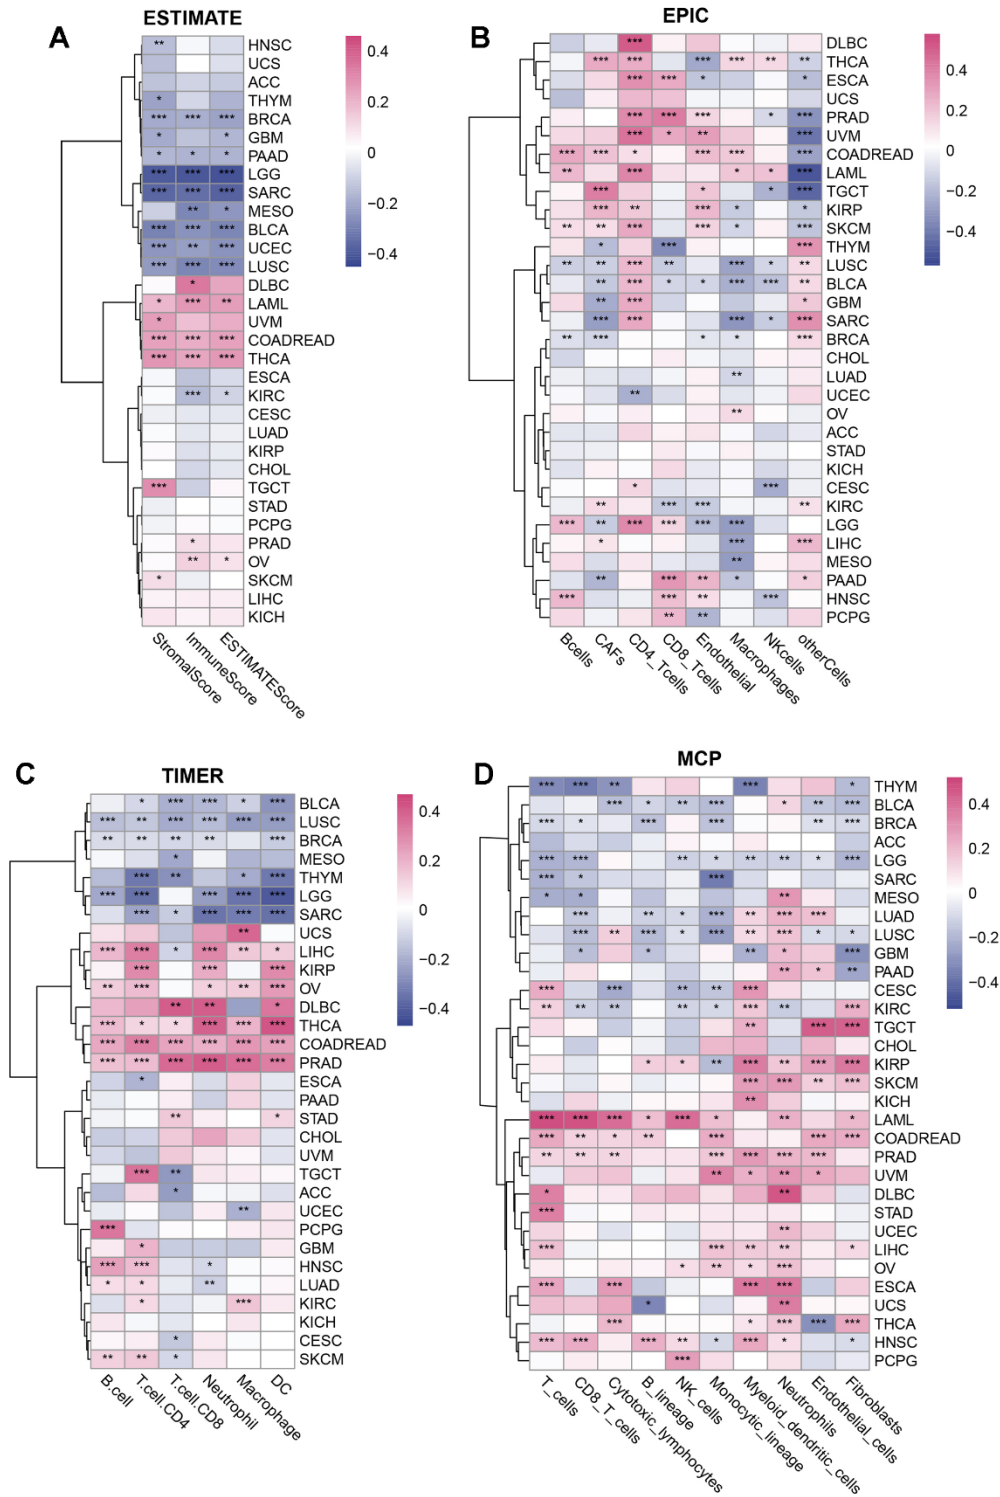 A
ESTIMATE
** HNSC
UCS
ACC
* THYM
*** *** *** BRCA
* * GBM
* * * PAAD
*** *** *** LGG
*** *** *** SARC
** * MESO
*** *** *** BLCA
*** ** *** UCEC
*** *** *** LUSC
* DLBC
* *** ** LAML
* UVM
*** *** *** COADREAD
*** *** *** THCA
ESCA
*** * KIRC
CESC
LUAD
KIRP
CHOL
*** TGCT
STAD
PCPG
* PRAD
** * OV
* SKCM
LIHC
KICH
StromalScore
ImmuneScore
ESTIMATEScore
0.4
0.2
0
−0.2
−0.4
B
EPIC
*** DLBC
*** *** *** *** ** ** THCA
*** *** * * ESCA
UCS
*** *** *** * *** PRAD
*** * ** *** UVM
*** *** * *** *** *** COADREAD
** *** * * *** LAML
*** * * *** TGCT
*** ** *** * * KIRP
** ** *** *** * *** SKCM
* *** *** THYM
** ** *** ** *** * ** LUSC
** *** * * *** *** ** BLCA
** *** * GBM
*** *** *** * *** SARC
** *** * * *** BRCA
CHOL
** LUAD
** UCEC
** OV
ACC
STAD
KICH
* *** CESC
** *** *** ** KIRC
*** ** *** *** *** *** LGG
* *** *** LIHC
** MESO
** *** ** * * PAAD
*** *** ** *** HNSC
** ** PCPG
Bcells
CAFs
CD4_Tcells
CD8_Tcells
Endothelial
Macrophages
NKcells
otherCells
0.4
0.2
0
−0.2
−0.4
C
TIMER
* *** *** * *** BLCA
*** ** *** *** *** *** LUSC
** ** ** ** *** BRCA
* MESO
*** ** * *** THYM
*** *** *** *** *** LGG
*** * *** *** *** SARC
** UCS
*** *** * *** ** * LIHC
*** *** *** KIRP
** *** * ** *** OV
** ** * DLBC
*** * * *** *** *** THCA
*** *** *** *** *** *** COADREAD
*** *** *** *** *** *** PRAD
* ESCA
PAAD
** * STAD
CHOL
UVM
*** ** TGCT
* ACC
** UCEC
*** PCPG
* GBM
*** *** * HNSC
* * ** LUAD
* *** KIRC
KICH
* CESC
** ** * SKCM
B.cell
T.cell.CD4
T.cell.CD8
Neutrophil
Macrophage
DC
0.4
0.2
0
−0.2
−0.4
D
MCP
*** *** ** *** * THYM
*** * ** *** * ** *** BLCA
*** * *** *** ** *** BRCA
ACC
*** *** ** * ** ** * *** LGG
*** * *** SARC
* * ** MESO
*** ** * *** ** *** *** LUAD
*** ** *** * *** ** *** * * LUSC
* * ** * *** GBM
** * ** PAAD
*** *** ** ** *** CESC
** ** ** ** * *** ** *** KIRC
** *** *** TGCT
CHOL
* * ** *** ** *** *** KIRP
*** *** ** *** SKCM
** KICH
*** *** *** * *** * ** * LAML
*** ** * ** *** *** *** COADREAD
** ** ** *** *** *** *** PRAD
** * ** * UVM
* ** DLBC
*** STAD
** UCEC
*** *** ** ** * LIHC
* ** * *** OV
*** *** *** *** ESCA
* ** UCS
*** * *** *** *** THCA
*** *** *** ** * *** * * HNSC
*** PCPG
T_cells
CD8_T_cells
Cytotoxic_lymphocytes
B_lineage
NK_cells
Monocytic_lineage
Myeloid_dendritic_cells
Neutrophils
Endothelial_cells
Fibroblasts
0.4
0.2
0
−0.2
−0.4